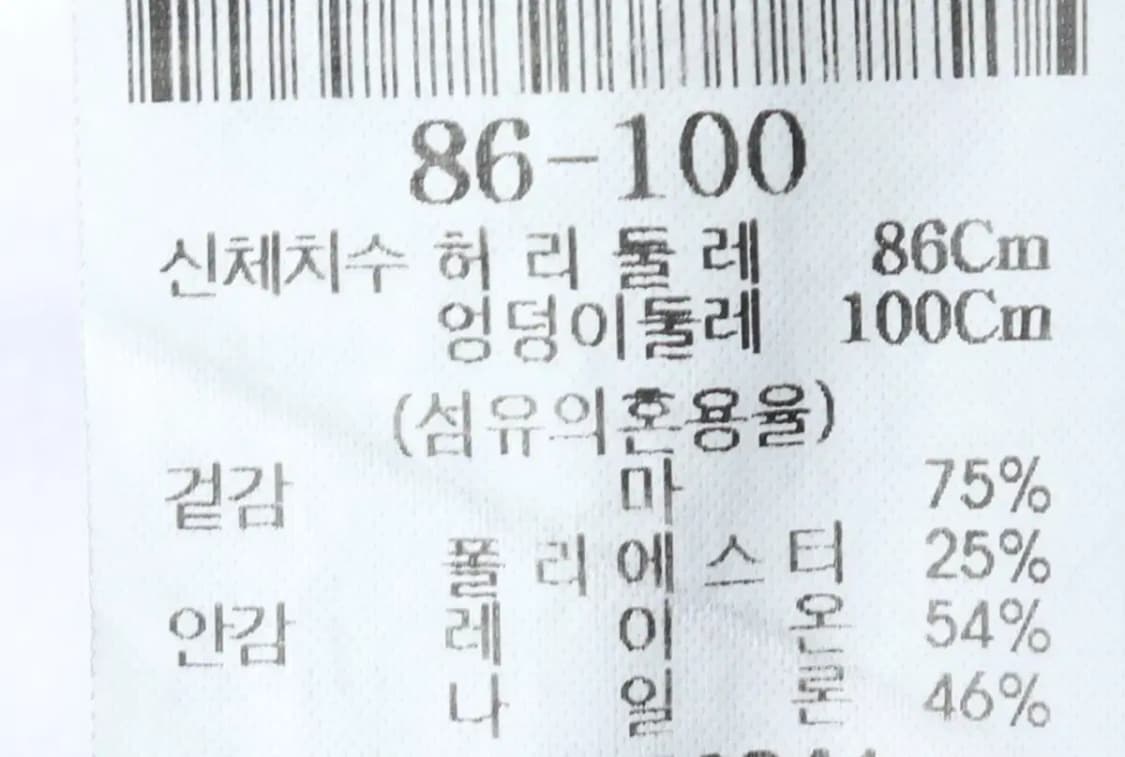 86-100
신체치수 허리둘레 86Cm
엉덩이둘레 100Cm
(섬유의혼용율)
겉감 마 75%
폴리에스터 25%
안감 레이온 54%
나일론 46%